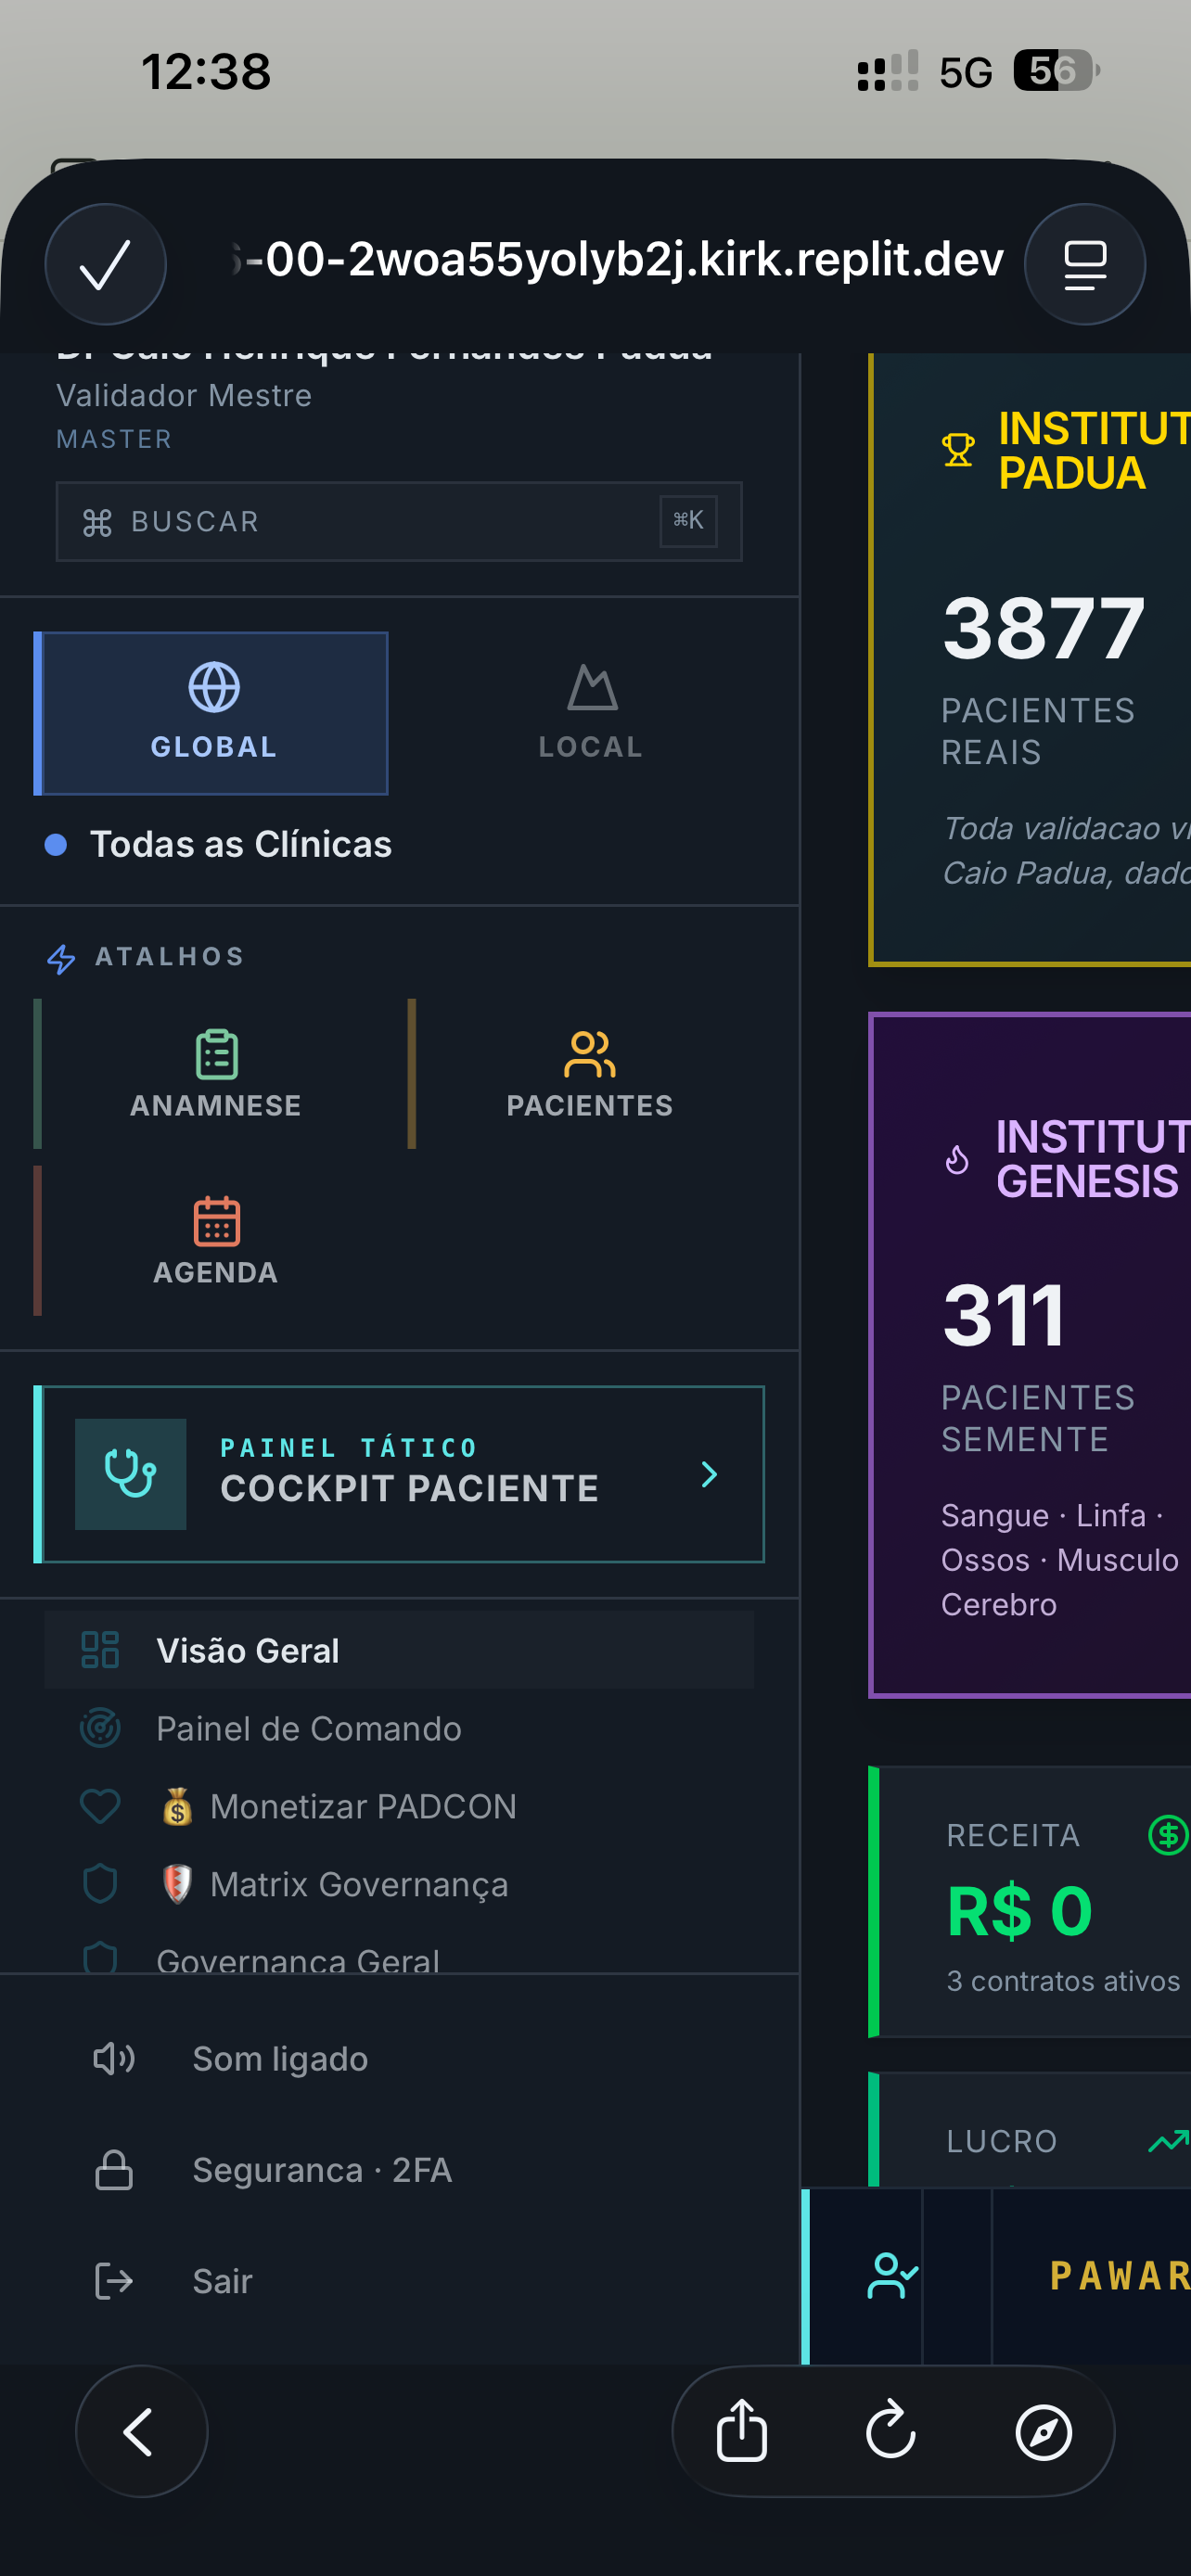 12:38
5G
56
-00-2woa55yolyb2j.kirk.replit.dev
Validador Mestre
MASTER
BUSCAR
⌘K
GLOBAL
LOCAL
Todas as Clínicas
ATALHOS
ANAMNESE
PACIENTES
AGENDA
PAINEL TÁTICO
COCKPIT PACIENTE
Visão Geral
Painel de Comando
💰 Monetizar PADCON
🛡️ Matrix Governança
Governança Geral
Som ligado
Seguranca · 2FA
Sair
INSTITUT
PADUA
3877
PACIENTES
REAIS
Toda validacao vi
Caio Padua, dado
INSTITUT
GENESIS
311
PACIENTES
SEMENTE
Sangue · Linfa ·
Ossos · Musculo
Cerebro
RECEITA
R$ 0
3 contratos ativos
LUCRO
PAWAR